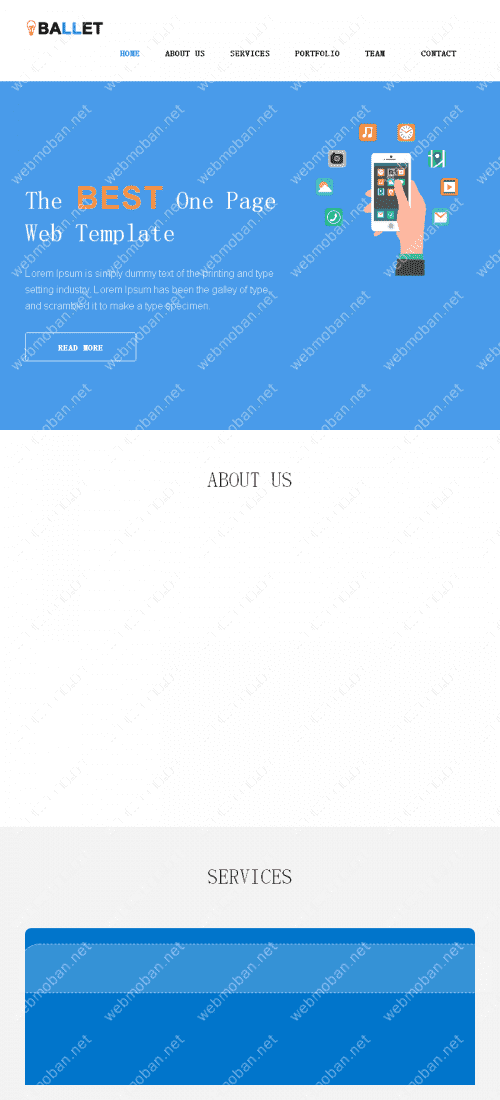 BALLET
HOME ABOUT US SERVICES PORTFOLIO TEAM CONTACT
The BEST One Page
Web Template
Lorem Ipsum is simply dummy text of the printing and type
setting industry. Lorem Ipsum has been the galley of type
and scrambled it to make a type specimen.
READ MORE
ABOUT US
SERVICES
webmoban.net